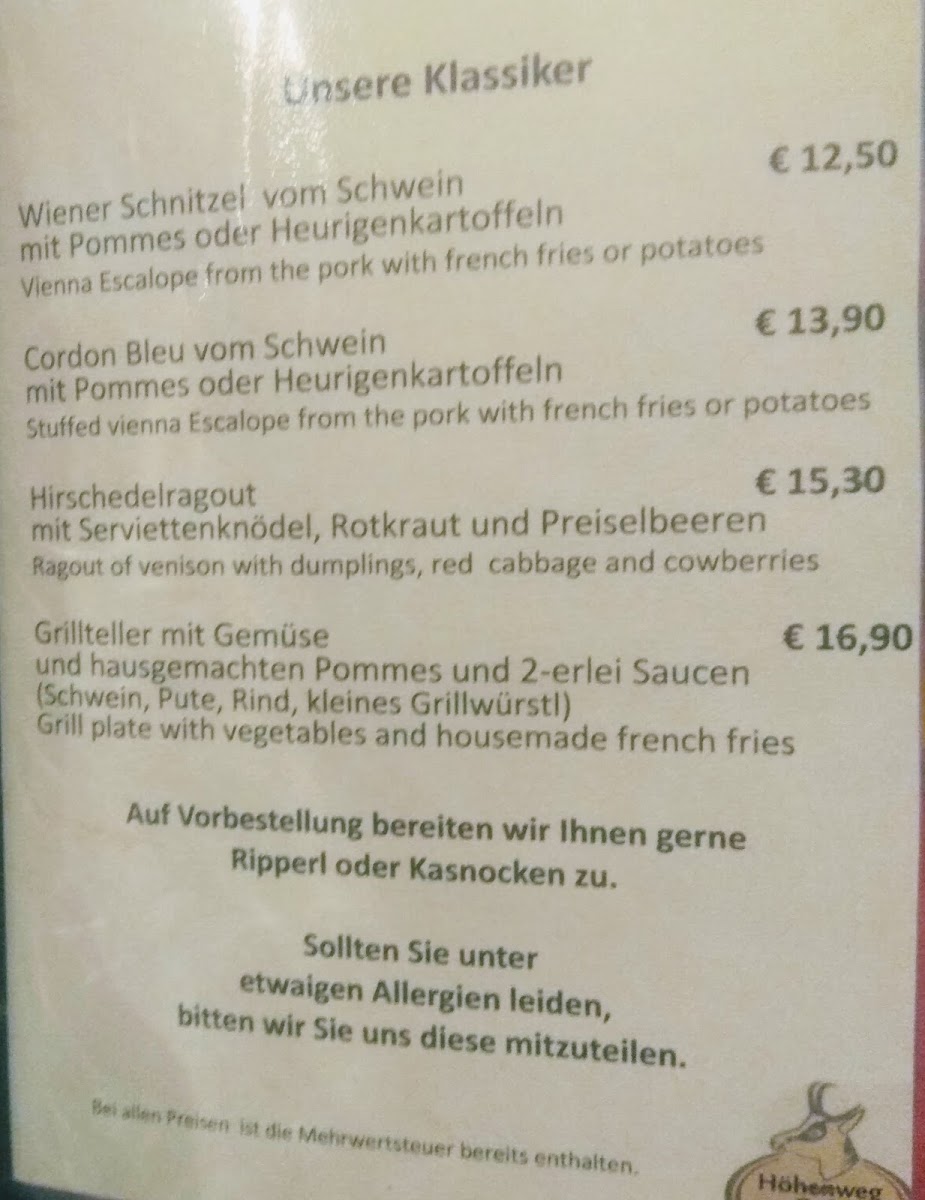 Unsere Klassiker
€ 12,50
Wiener Schnitzel vom Schwein
mit Pommes oder Heurigenkartoffeln
Vienna Escalope from the pork with french fries or potatoes
€ 13,90
Cordon Bleu vom Schwein
mit Pommes oder Heurigenkartoffeln
Stuffed vienna Escalope from the pork with french fries or potatoes
€ 15,30
Hirschedelragout
mit Serviettenknödel, Rotkraut und Preiselbeeren
Ragout of venison with dumplings, red cabbage and cowberries
Grillteller mit Gemüse € 16,90
und hausgemachten Pommes und 2-erlei Saucen
(Schwein, Pute, Rind, kleines Grillwürstl)
Grill plate with vegetables and housemade french fries
Auf Vorbestellung bereiten wir Ihnen gerne
Ripperl oder Kasnocken zu.
Sollten Sie unter
etwaigen Allergien leiden,
bitten wir Sie uns diese mitzuteilen.
Bei allen Preisen ist die Mehrwertsteuer bereits enthalten.
Höhenweg